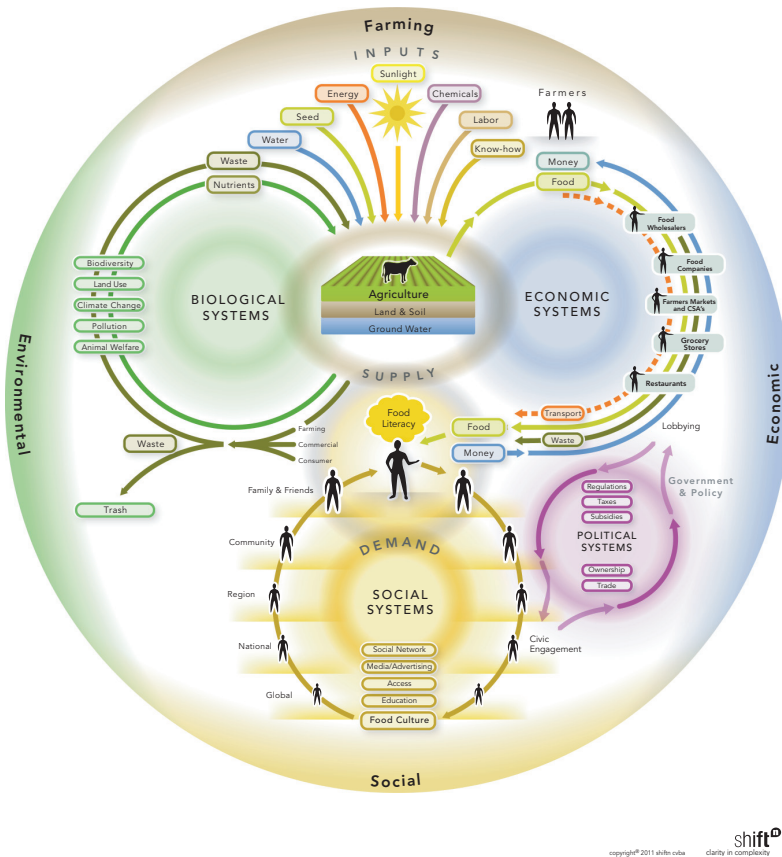 Farming
INPUTS
Sunlight
Energy
Chemicals
Farmers
Seed
Labor
Water
Know-how
Waste
Money
Nutrients
Food
Food
Wholesalers
Biodiversity
Food
Companies
Land Use
Climate Change
Pollution
Animal Welfare
BIOLOGICAL
SYSTEMS
Agriculture
Land & Soil
Ground Water
ECONOMIC
SYSTEMS
Farmers Markets
and CSA's
Grocery
Stores
Restaurants
Environmental
Economic
SUPPLY
Food
Literacy
Transport
Food
Waste
Money
Lobbying
Waste
Farming
Commercial
Consumer
Trash
Government
& Policy
Regulations
Taxes
Subsidies
POLITICAL
SYSTEMS
Ownership
Trade
Civic
Engagement
Family & Friends
Community
Region
National
Global
DEMAND
SOCIAL
SYSTEMS
Social Network
Media/Advertising
Access
Education
Food Culture
Social
shiftn
copyright® 2011 shiftn cvba
clarity in complexity